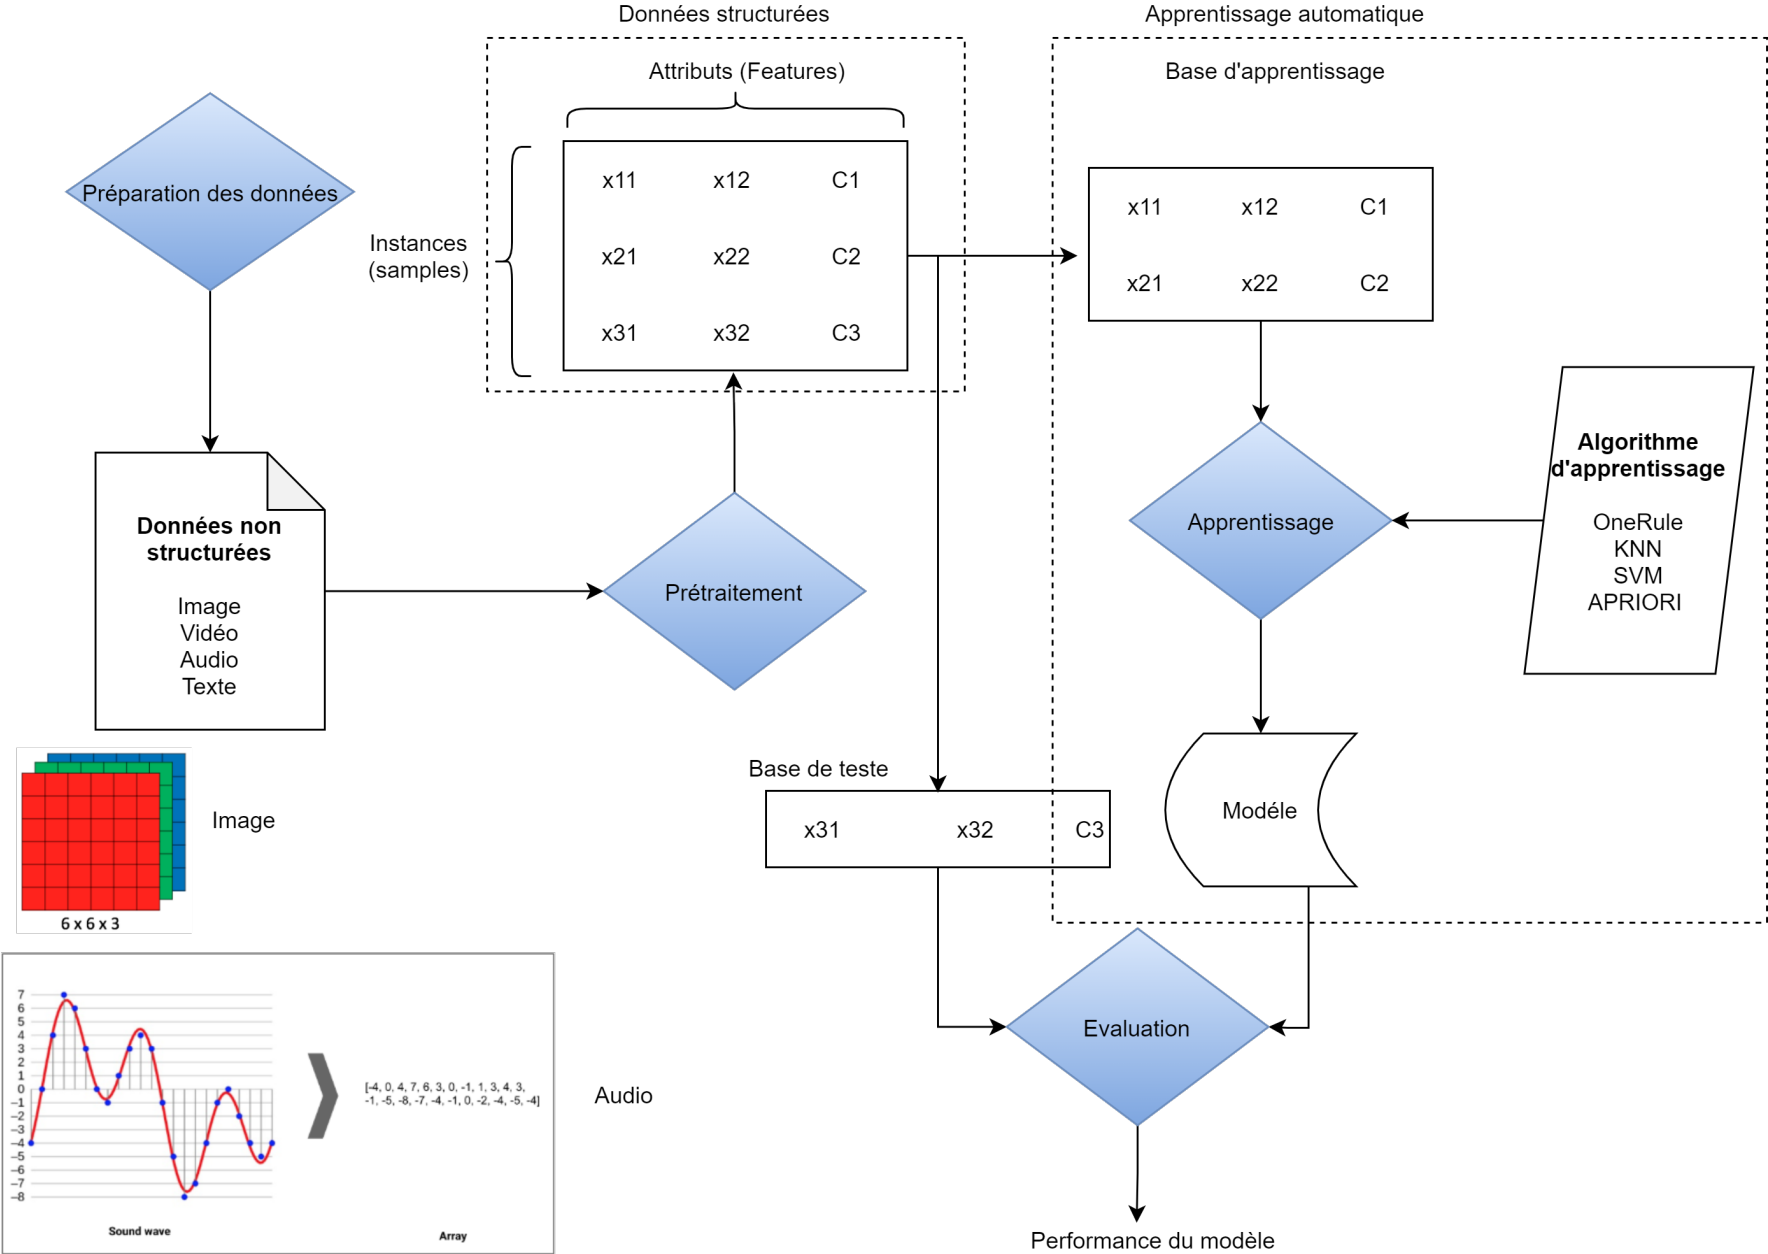 Données structurées
Apprentissage automatique
Attributs (Features)
Base d'apprentissage
Préparation des données
Instances
(samples)
x11 x12 C1
x21 x22 C2
x31 x32 C3
x11 x12 C1
x21 x22 C2
Algorithme
d'apprentissage
OneRule
KNN
SVM
APRIORI
Apprentissage
Données non
structurées
Image
Vidéo
Audio
Texte
Prétraitement
Base de teste
x31 x32 C3
Modéle
Image
6 x 6 x 3
Evaluation
7
6
5
4
3
2
1
0
−1
−2
−3
−4
−5
−6
−7
−8
[-4, 0, 4, 7, 6, 3, 0, -1, 1, 3, 4, 3,
-1, -5, -8, -7, -4, -1, 0, -2, -4, -5, -4]
Audio
Sound wave
Array
Performance du modèle